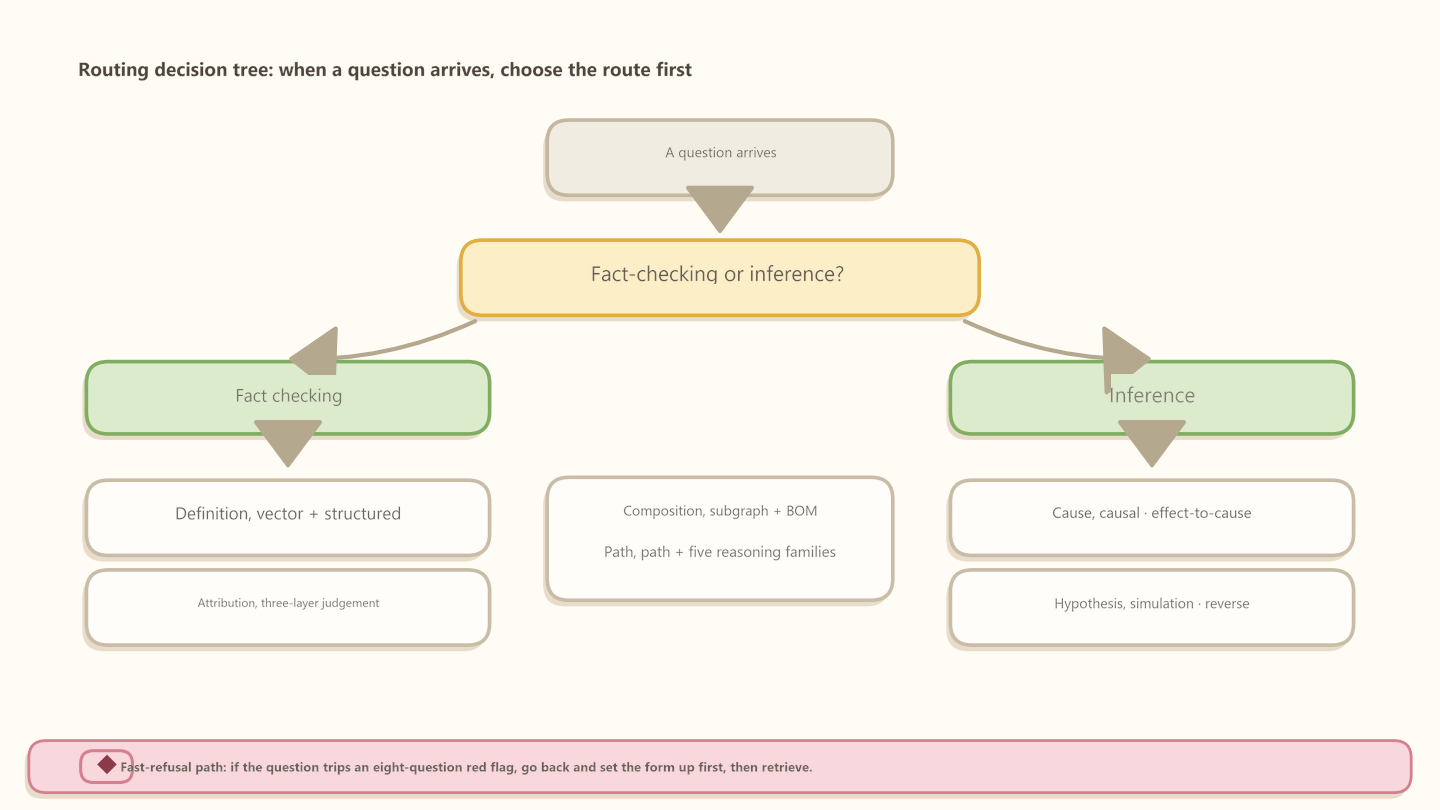 Routing decision tree: when a question arrives, choose the route first
A question arrives
Fact-checking or inference?
Fact checking
Inference
Definition, vector + structured
Attribution, three-layer judgement
Composition, subgraph + BOM
Path, path + five reasoning families
Cause, causal · effect-to-cause
Hypothesis, simulation · reverse
Fast-refusal path: if the question trips an eight-question red flag, go back and set the form up first, then retrieve.